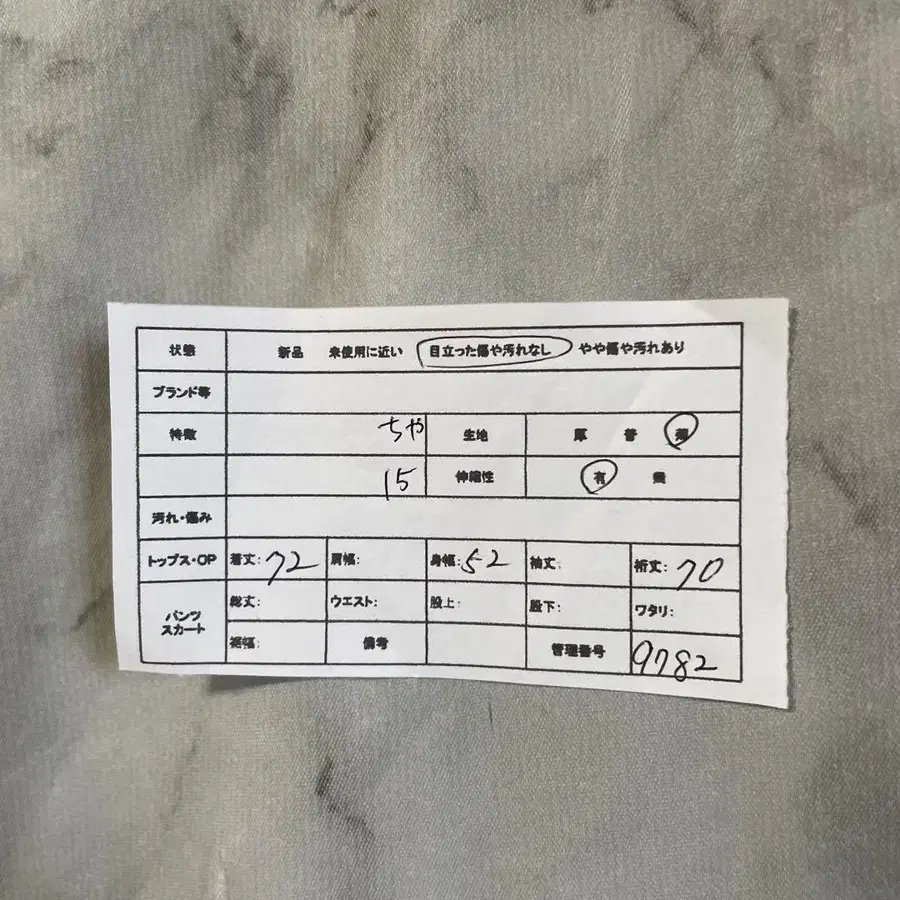 状態 新品 未使用に近い 目立った傷や汚れなし やや傷や汚れあり
ブランド等
特徴 ちゃ 生地 厚 普 薄
15 伸縮性 有 無
汚れ・傷み
トップス・OP 着丈:72 肩幅: 身幅:52 袖丈: 裄丈:70
パンツ スカート 総丈: ウエスト: 股上: 股下: ワタリ:
裾幅: 備考 管理番号 9782